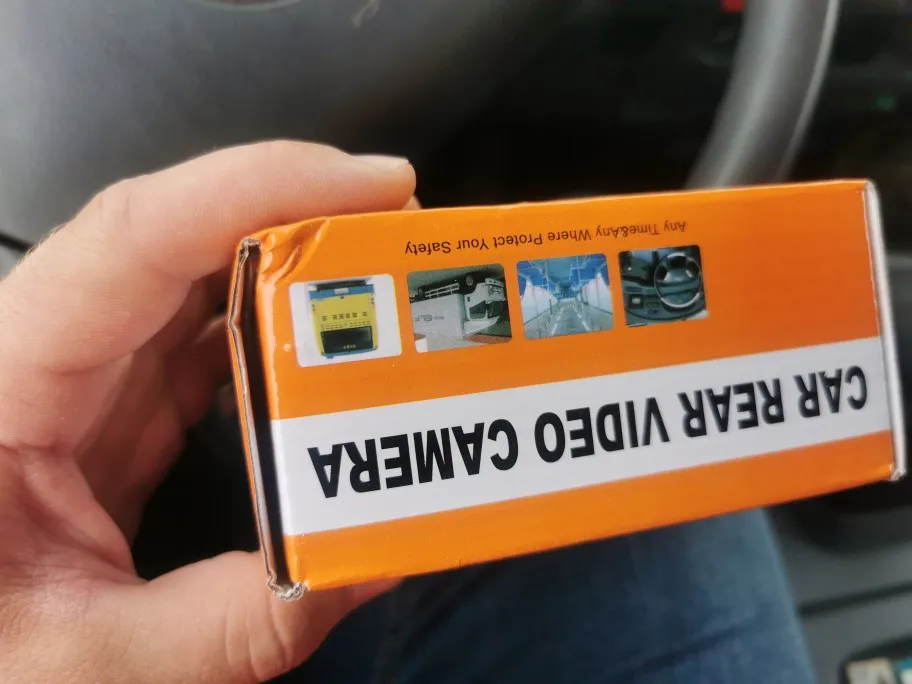 CAR REAR VIDEO CAMERA
Any Time&Any Where Protect Your Safety